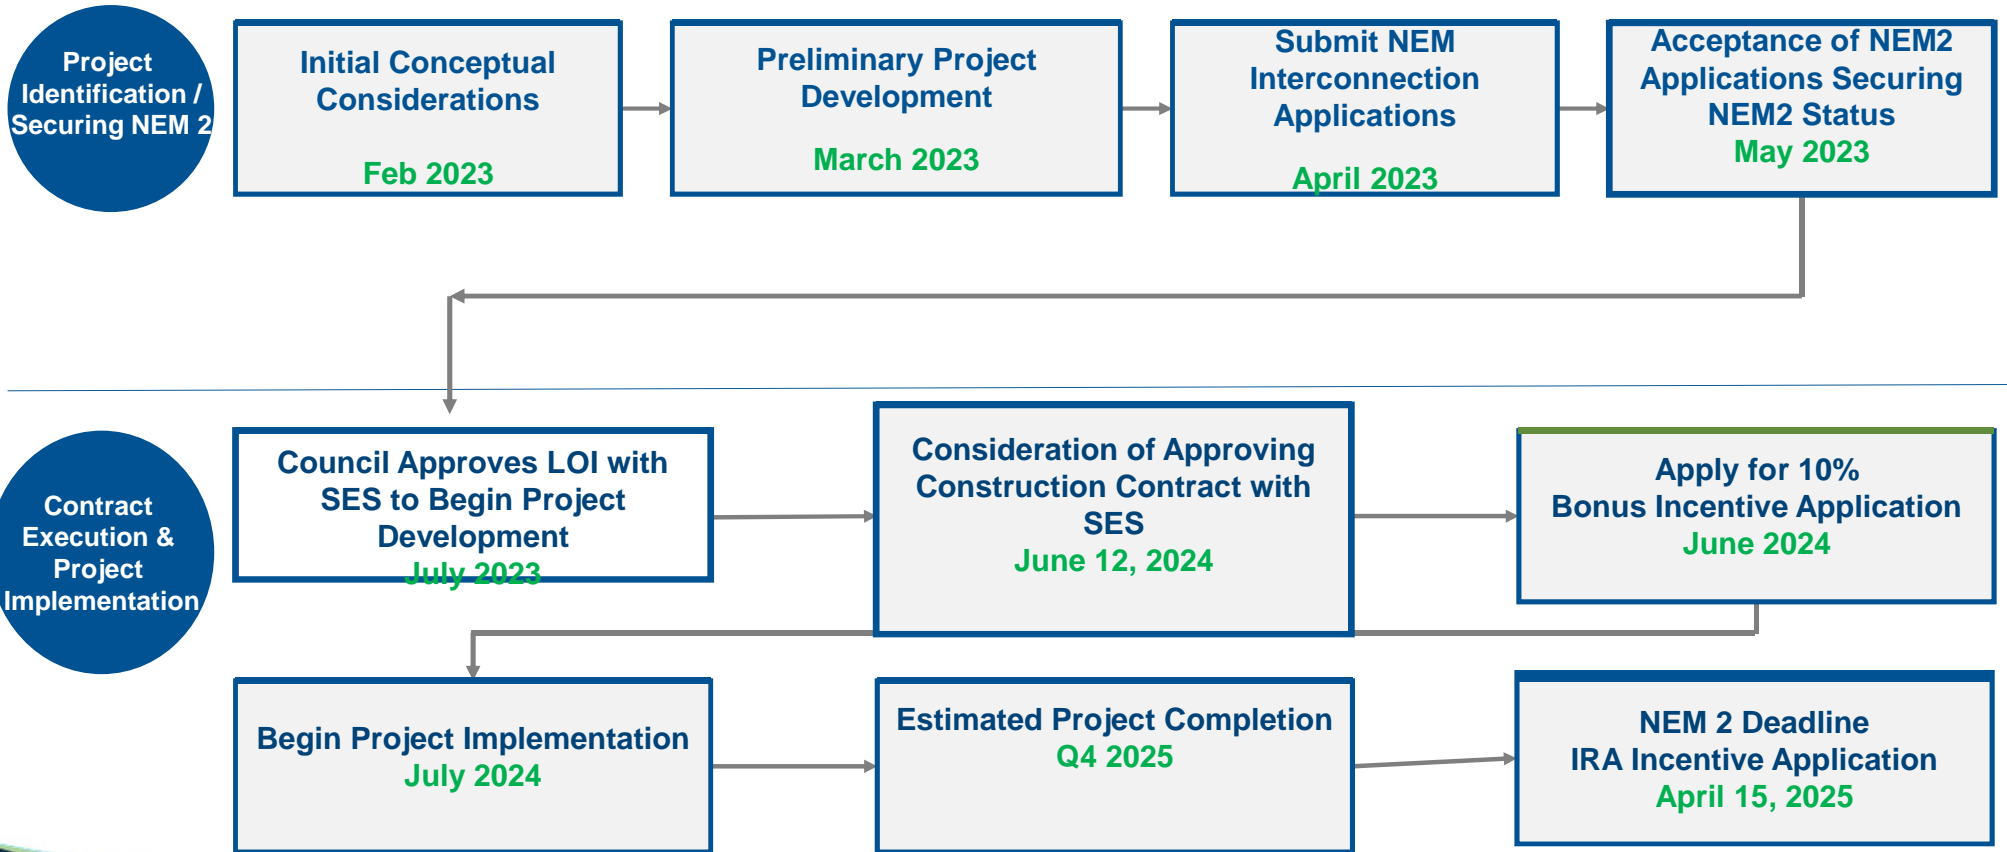 Project
Identification /
Securing NEM 2
Initial Conceptual
Considerations
Feb 2023
Preliminary Project
Development
March 2023
Submit NEM
Interconnection
Applications
April 2023
Acceptance of NEM2
Applications Securing
NEM2 Status
May 2023
Contract
Execution &
Project
Implementation
Council Approves LOI with
SES to Begin Project
Development
July 2023
Consideration of Approving
Construction Contract with
SES
June 12, 2024
Apply for 10%
Bonus Incentive Application
June 2024
Begin Project Implementation
July 2024
Estimated Project Completion
Q4 2025
NEM 2 Deadline
IRA Incentive Application
April 15, 2025